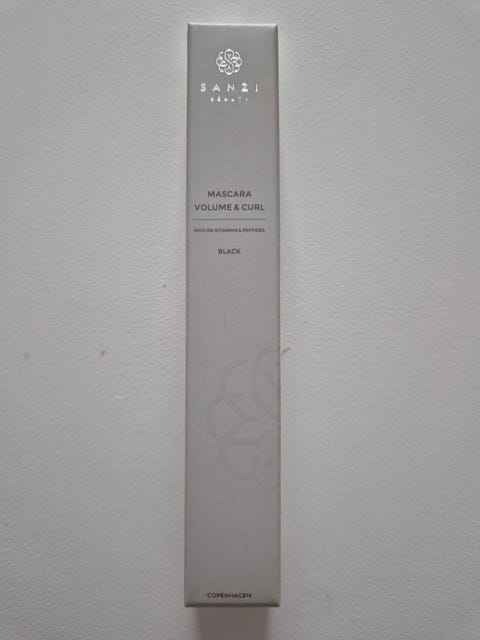 SANZI
BEAUTY
MASCARA
VOLUME & CURL
RICH ON VITAMINS & PEPTIDES
BLACK
COPENHAGEN